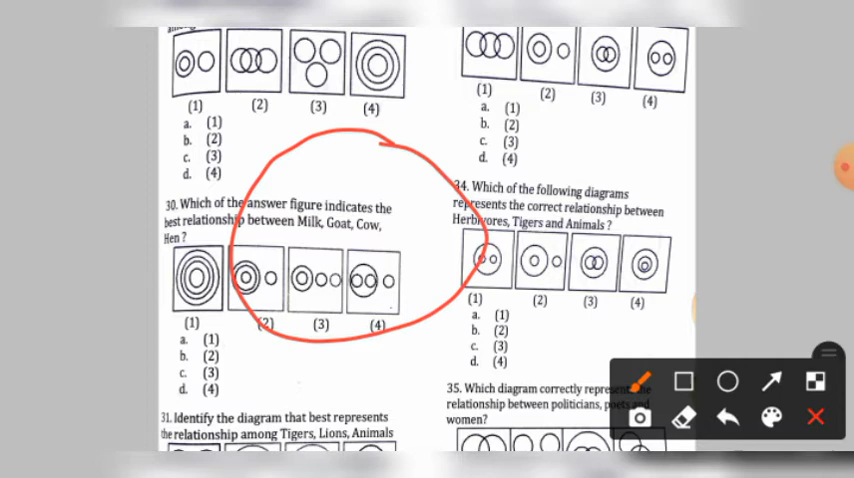 (1) (2) (3) (4)
a. (1)
b. (2)
c. (3)
d. (4)
30. Which of the answer figure indicates the
best relationship between Milk, Goat, Cow,
Hen ?
(1) (2) (3) (4)
a. (1)
b. (2)
c. (3)
d. (4)
31. Identify the diagram that best represents
the relationship among Tigers, Lions, Animals
(1) (2) (3) (4)
a. (1)
b. (2)
c. (3)
d. (4)
34. Which of the following diagrams
represents the correct relationship between
Herbivores, Tigers and Animals ?
(1) (2) (3) (4)
a. (1)
b. (2)
c. (3)
d. (4)
35. Which diagram correctly
relationship between politicians, poets and
women?